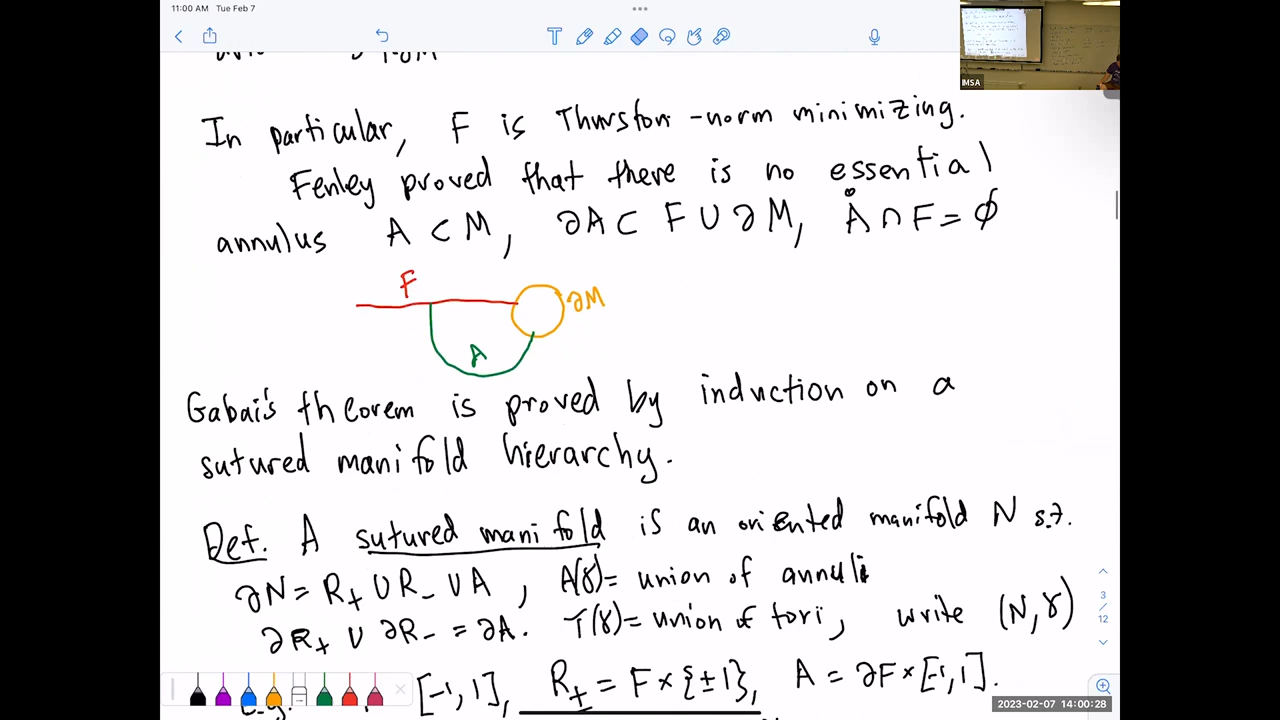 11:00 AM Tue Feb 7
In particular, F is Thurston-norm minimizing.
Fenley proved that there is no essential
annulus A ⊂ M, ∂A ⊂ F ∪ ∂M, Å ∩ F = ∅
F
∂M
A
Gabai's theorem is proved by induction on a
sutured manifold hierarchy.
Def. A sutured manifold is an oriented manifold N s.t.
∂N = R₊ ∪ R₋ ∪ A, A(γ) = union of annuli
∂R₊ ∪ ∂R₋ = ∂A. T(γ) = union of tori, write (N, γ)
e.g. [-1, 1], R± = F × {±1}, A = ∂F × [-1, 1].
IMSA
3
/
12
2023-02-07 14:00:28